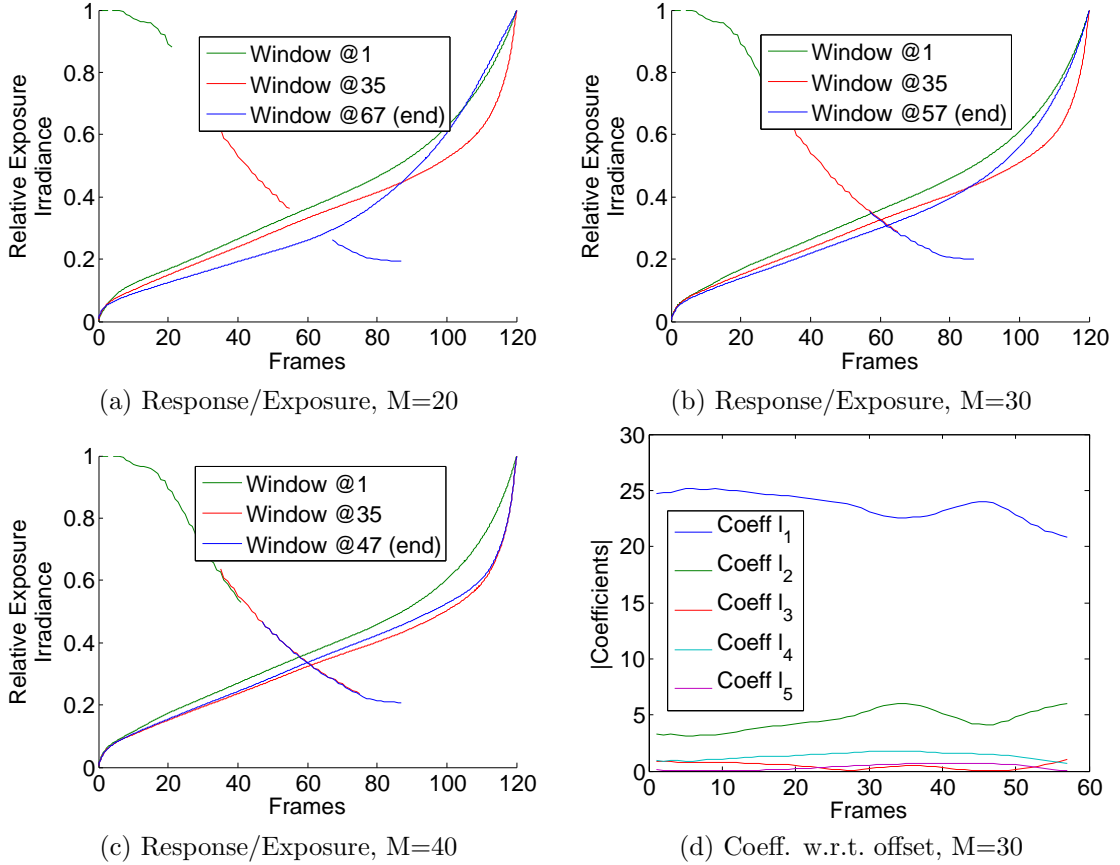 1
0.8
0.6
0.4
0.2
0
Relative Exposure
Irradiance
Window @1
Window @35
Window @67 (end)
0 20 40 60 80 100 120
Frames
(a) Response/Exposure, M=20
1
0.8
0.6
0.4
0.2
0
Relative Exposure
Irradiance
Window @1
Window @35
Window @57 (end)
0 20 40 60 80 100 120
Frames
(b) Response/Exposure, M=30
1
0.8
0.6
0.4
0.2
0
Relative Exposure
Irradiance
Window @1
Window @35
Window @47 (end)
0 20 40 60 80 100 120
Frames
(c) Response/Exposure, M=40
30
25
20
15
10
5
0
|Coefficients|
Coeff l_1
Coeff l_2
Coeff l_3
Coeff l_4
Coeff l_5
0 10 20 30 40 50 60
Frames
(d) Coeff. w.r.t. offset, M=30